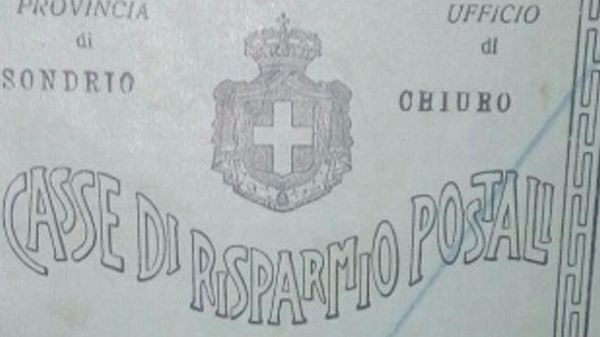 PROVINCIA
di
SONDRIO
UFFICIO
di
CHIURO
CASSE DI RISPARMIO POSTALI